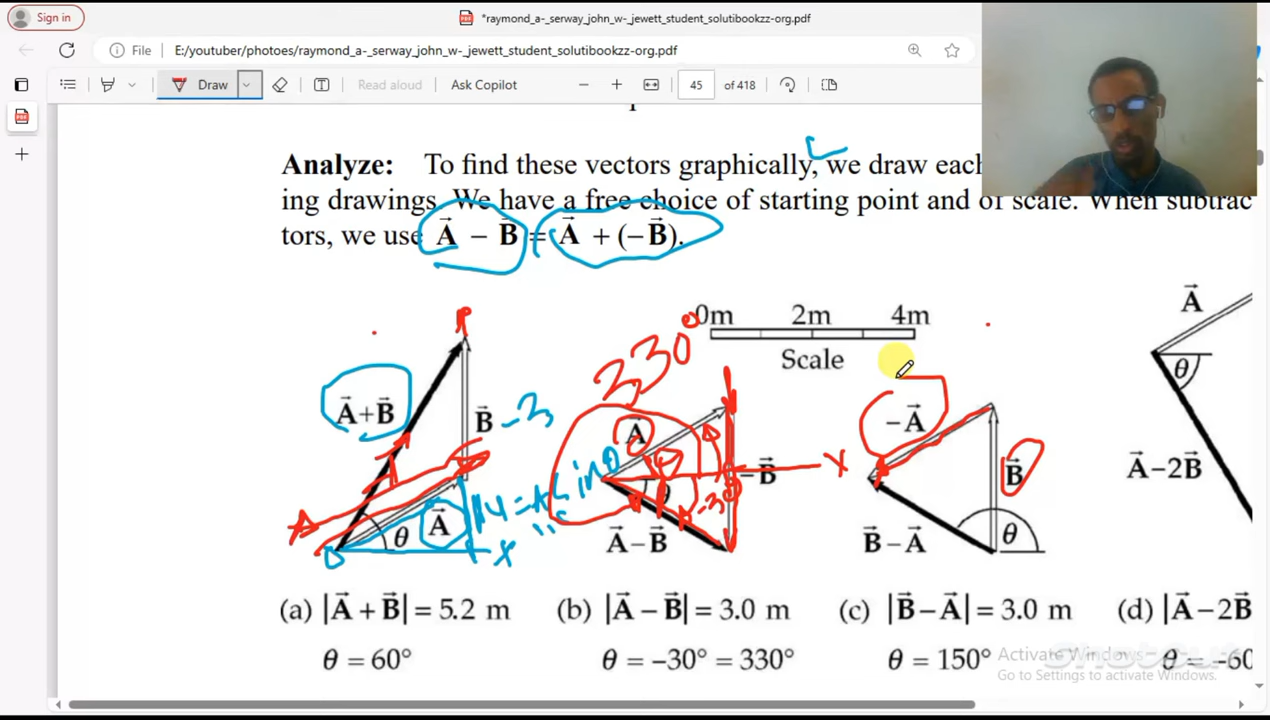 Sign in
*raymond_a-_serway_john_w-_jewett_student_solutibookzz-org.pdf
File E:/youtuber/photoes/raymond_a-_serway_john_w-_jewett_student_solutibookzz-org.pdf
Draw Read aloud Ask Copilot 45 of 418
Analyze: To find these vectors graphically, we draw each
ing drawings. We have a free choice of starting point and of scale. When subtrac
tors, we use A⃗ − B⃗ = A⃗ + (−B⃗).
0m 2m 4m
Scale
330°
A⃗+B⃗
B⃗ -3
A⃗
θ
x
A⃗
−B⃗
θ
-30
A⃗−B⃗
x
−A⃗
B⃗
B⃗−A⃗
θ
A⃗
θ
A⃗−2B⃗
(a) |A⃗+B⃗| = 5.2 m (b) |A⃗−B⃗| = 3.0 m (c) |B⃗−A⃗| = 3.0 m (d) |A⃗−2B⃗
θ = 60° θ = −30° = 330° θ = 150° θ = −60
Activate Windows
Go to Settings to activate Windows.